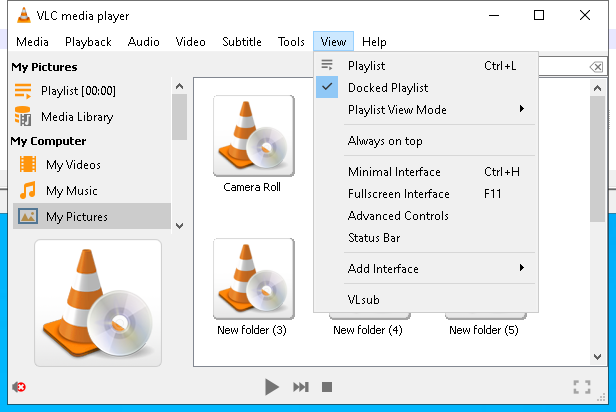 VLC media player
Media Playback Audio Video Subtitle Tools View Help
My Pictures
Playlist [00:00]
Media Library
My Computer
My Videos
My Music
My Pictures
Playlist Ctrl+L
Docked Playlist
Playlist View Mode
Always on top
Minimal Interface Ctrl+H
Fullscreen Interface F11
Advanced Controls
Status Bar
Add Interface
VLsub
Camera Roll
New folder (3) New folder (4) New folder (5)